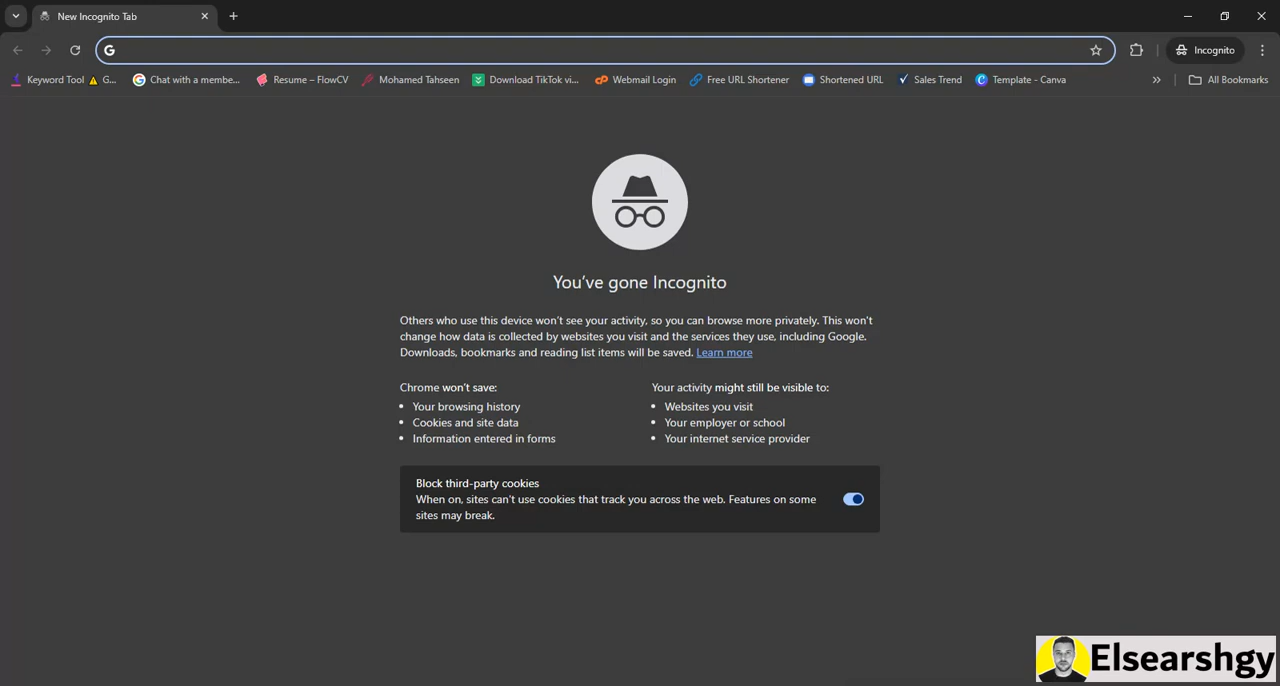 New Incognito Tab
Incognito
Keyword Tool
G...
Chat with a membe...
Resume – FlowCV
Mohamed Tahseen
Download TikTok vi...
Webmail Login
Free URL Shortener
Shortened URL
Sales Trend
Template - Canva
All Bookmarks
You've gone Incognito
Others who use this device won't see your activity, so you can browse more privately. This won't
change how data is collected by websites you visit and the services they use, including Google.
Downloads, bookmarks and reading list items will be saved. Learn more
Chrome won't save:
• Your browsing history
• Cookies and site data
• Information entered in forms
Your activity might still be visible to:
• Websites you visit
• Your employer or school
• Your internet service provider
Block third-party cookies
When on, sites can't use cookies that track you across the web. Features on some
sites may break.
Elsearshgy